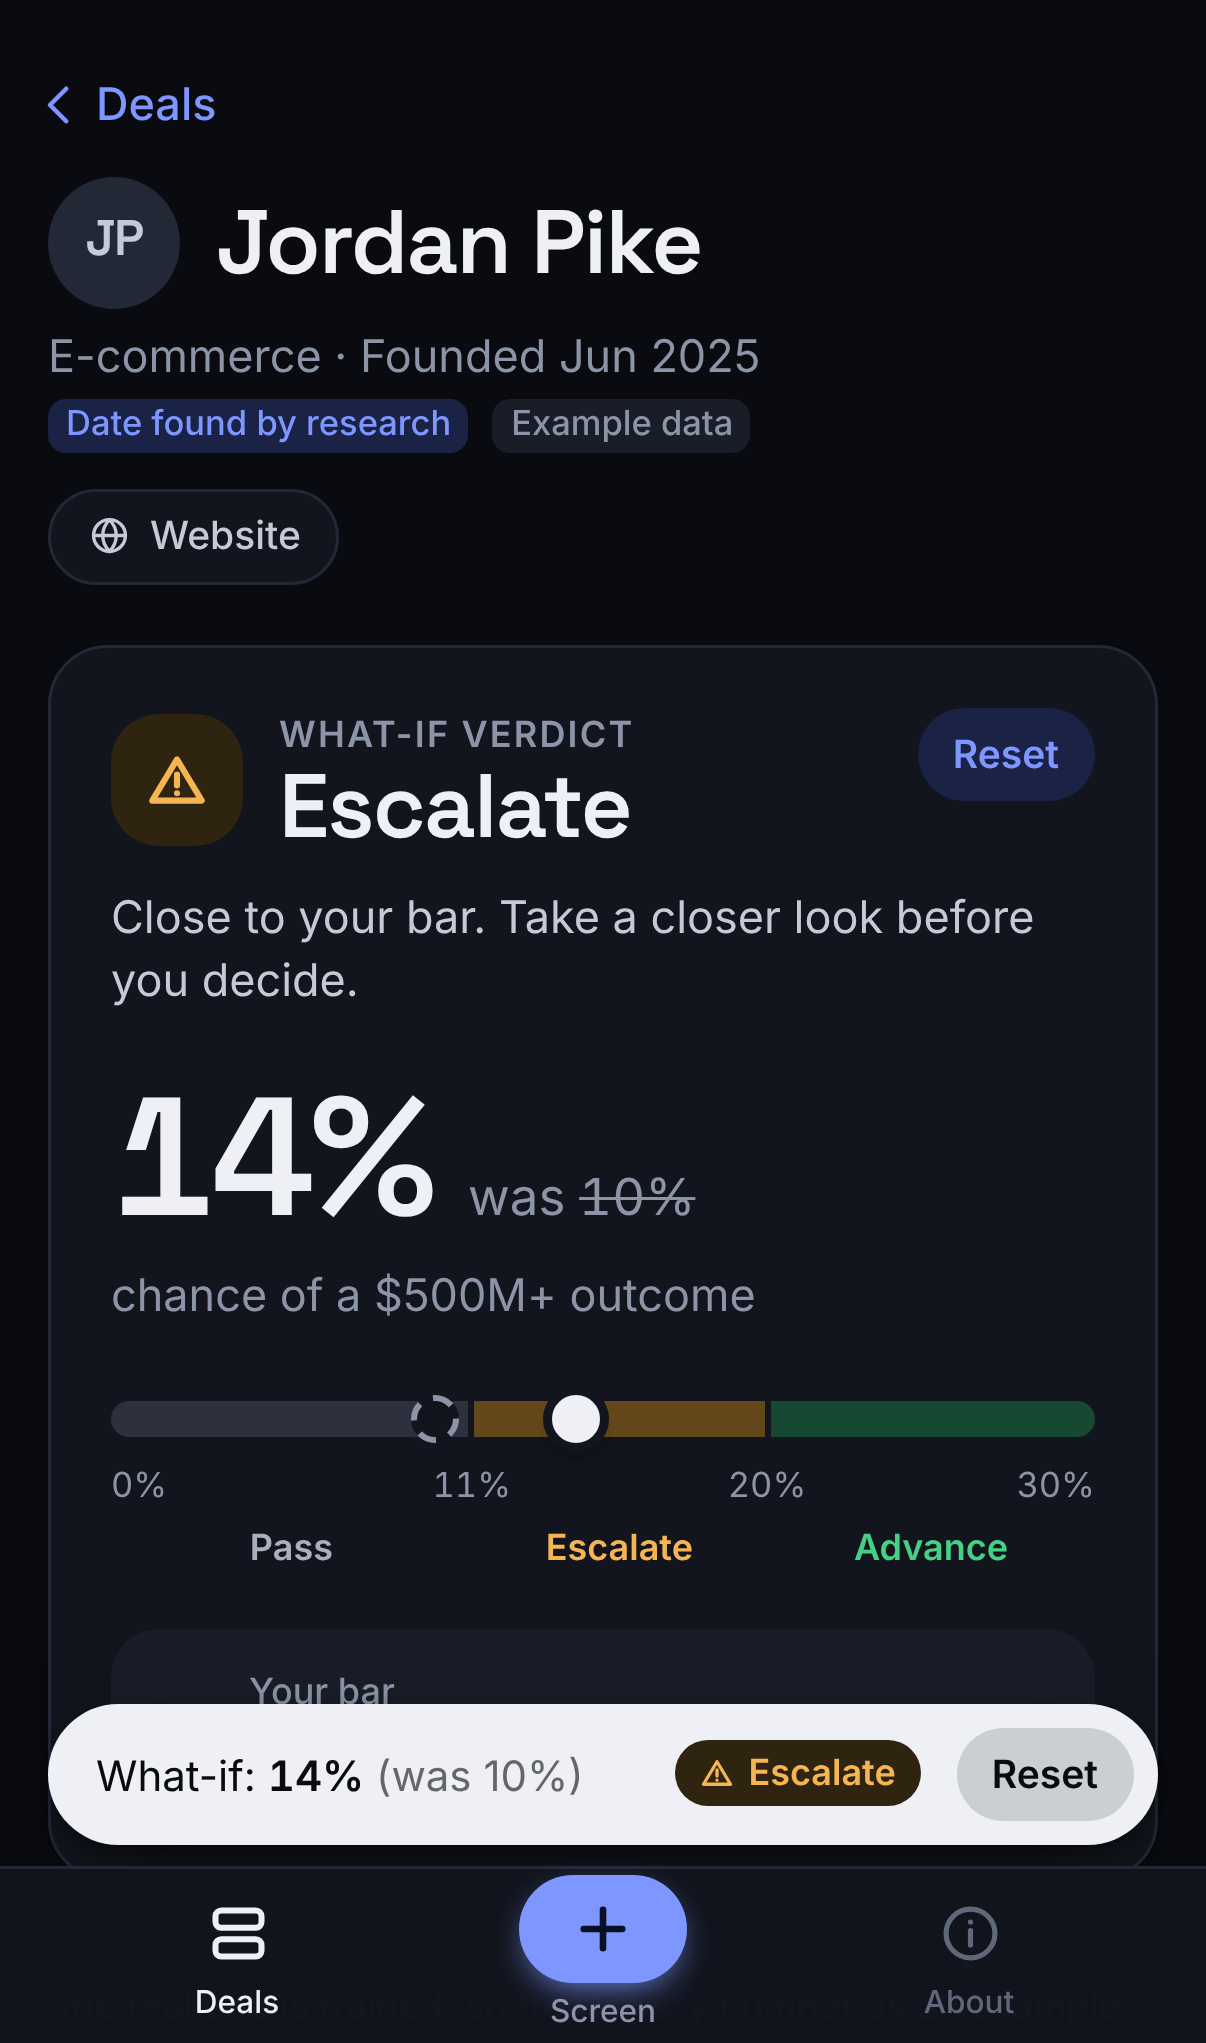 Deals
JP
Jordan Pike
E-commerce · Founded Jun 2025
Date found by research
Example data
Website
WHAT-IF VERDICT
Escalate
Reset
Close to your bar. Take a closer look before
you decide.
14% was 10%
chance of a $500M+ outcome
0% 11% 20% 30%
Pass Escalate Advance
Your bar
What-if: 14% (was 10%) Escalate Reset
Deals Screen About